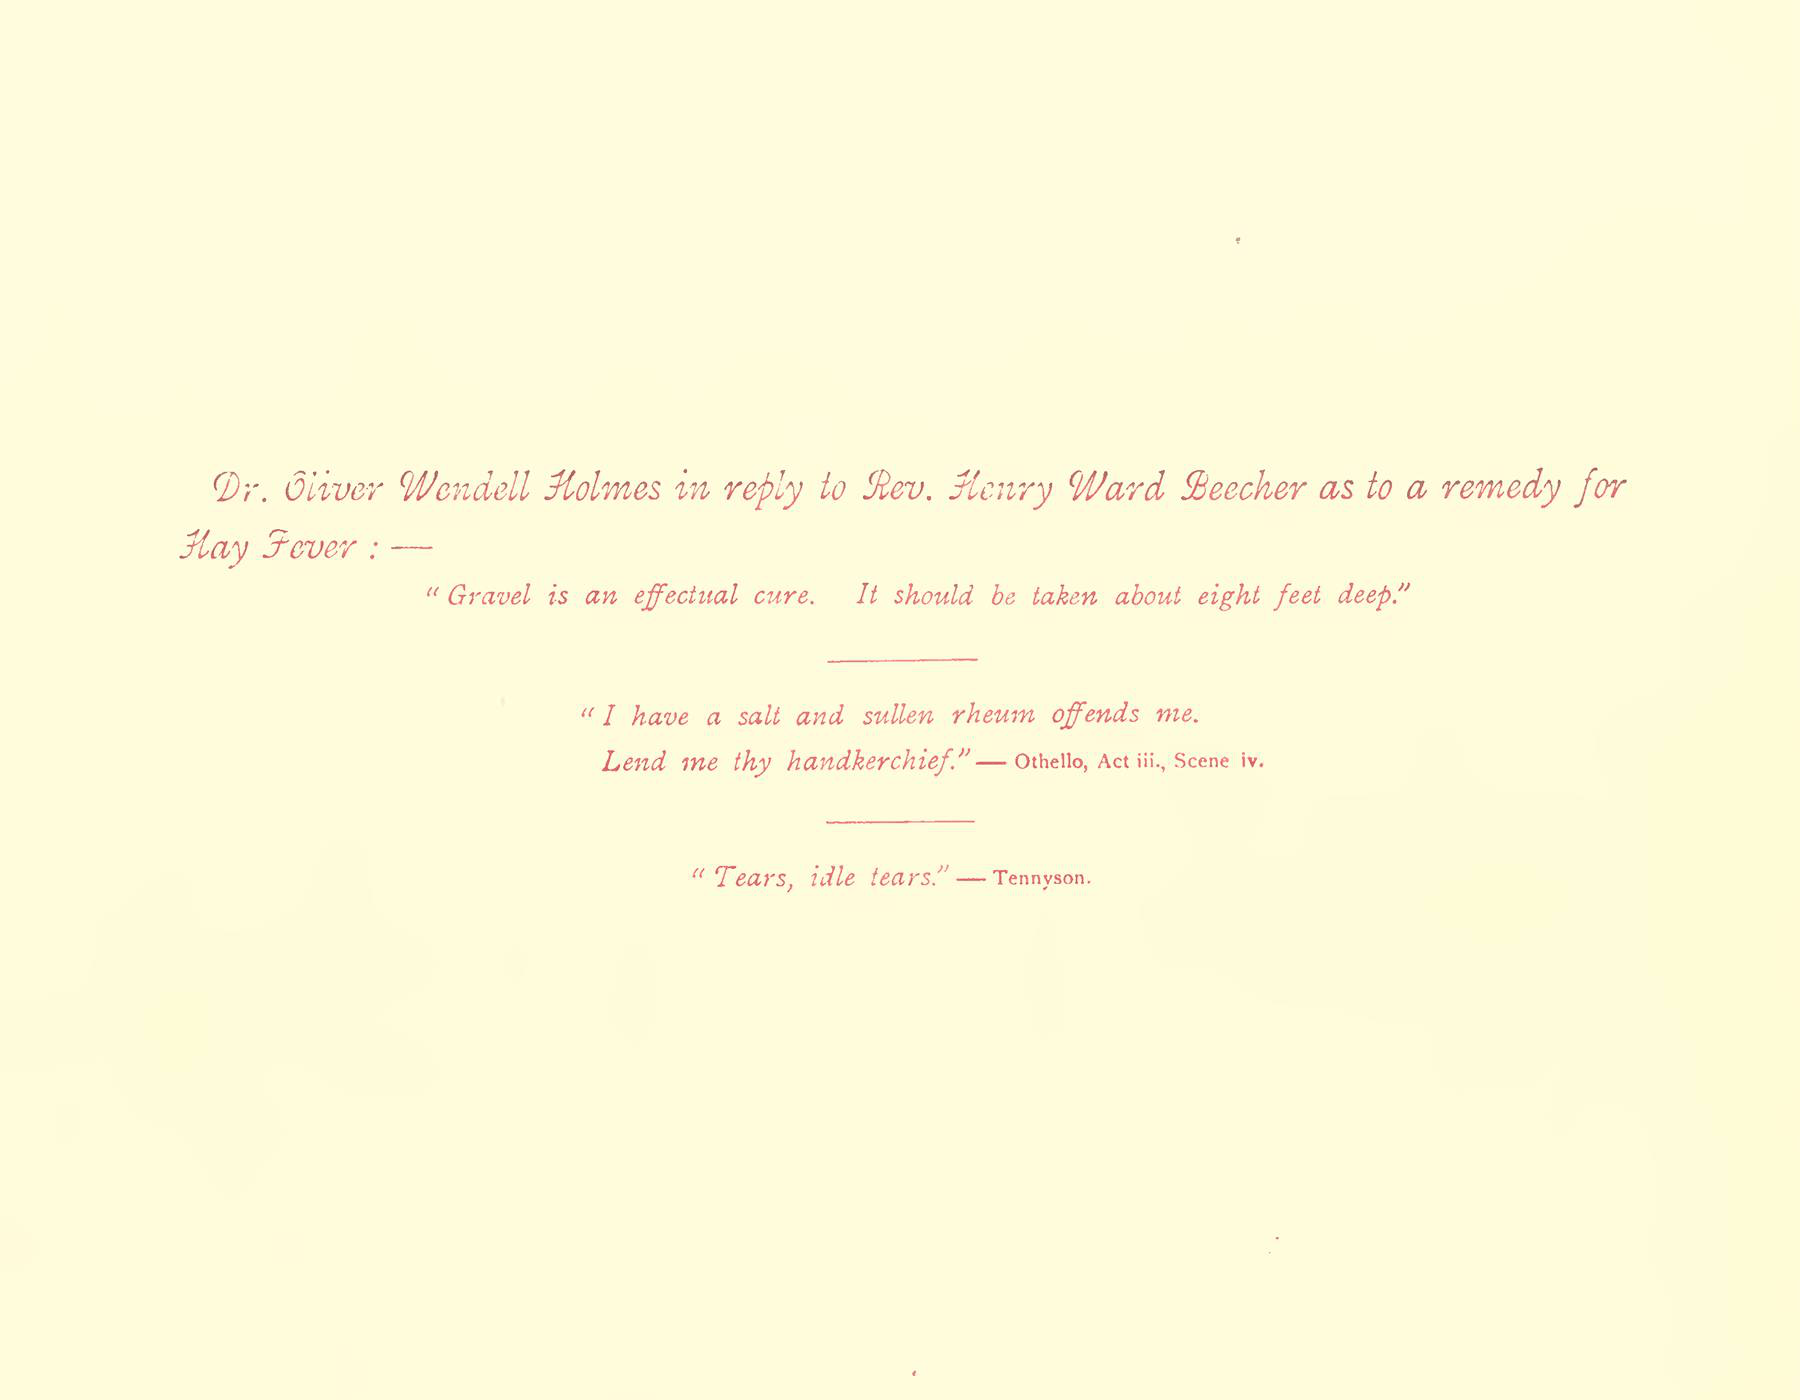 Dr. Oliver Wendell Holmes in reply to Rev. Henry Ward Beecher as to a remedy for
Hay Fever : —
“ Gravel is an effectual cure. It should be taken about eight feet deep.”
“ I have a salt and sullen rheum offends me.
Lend me thy handkerchief.” — Othello, Act iii., Scene iv.
“ Tears, idle tears.” — Tennyson.